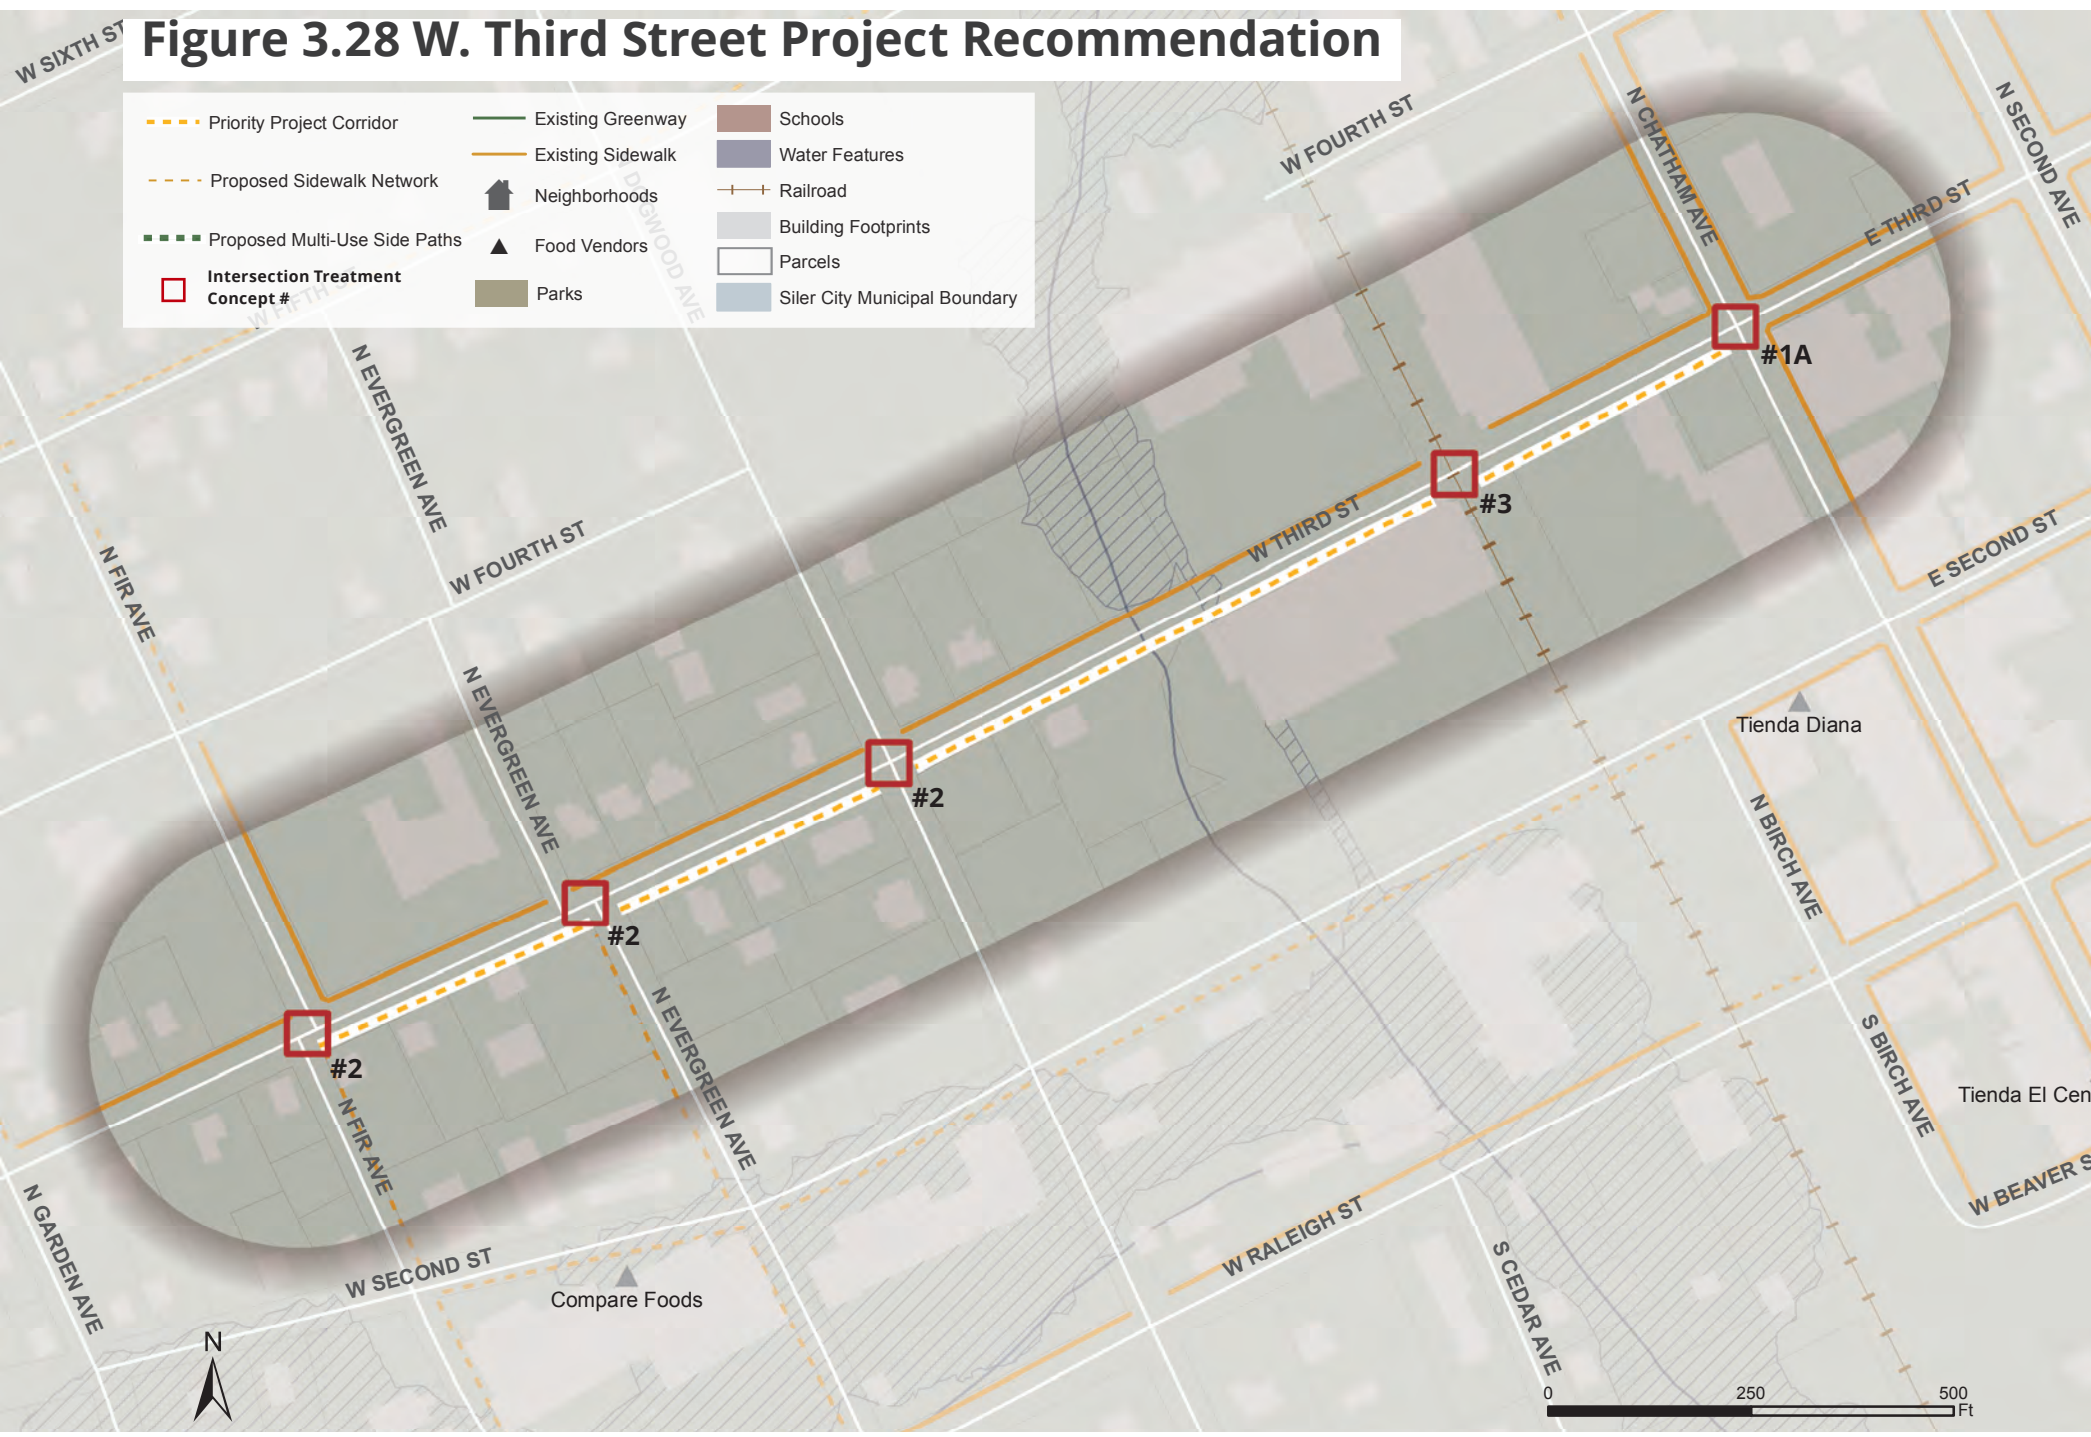 Figure 3.28 W. Third Street Project Recommendation
Priority Project Corridor
Proposed Sidewalk Network
Proposed Multi-Use Side Paths
Intersection Treatment
Concept #
Existing Greenway
Existing Sidewalk
Neighborhoods
Food Vendors
Parks
Schools
Water Features
Railroad
Building Footprints
Parcels
Siler City Municipal Boundary
W SIXTH ST
W FIFTH ST
DOGWOOD AVE
W FOURTH ST
N CHATHAM AVE
N SECOND AVE
E THIRD ST
#1A
N EVERGREEN AVE
#3
W THIRD ST
W FOURTH ST
N FIR AVE
E SECOND ST
N EVERGREEN AVE
Tienda Diana
#2
N BIRCH AVE
#2
N EVERGREEN AVE
#2
N FIR AVE
S BIRCH AVE
Tienda El Cen
W BEAVER S
N GARDEN AVE
W SECOND ST
W RALEIGH ST
S CEDAR AVE
Compare Foods
N
0 250 500
Ft